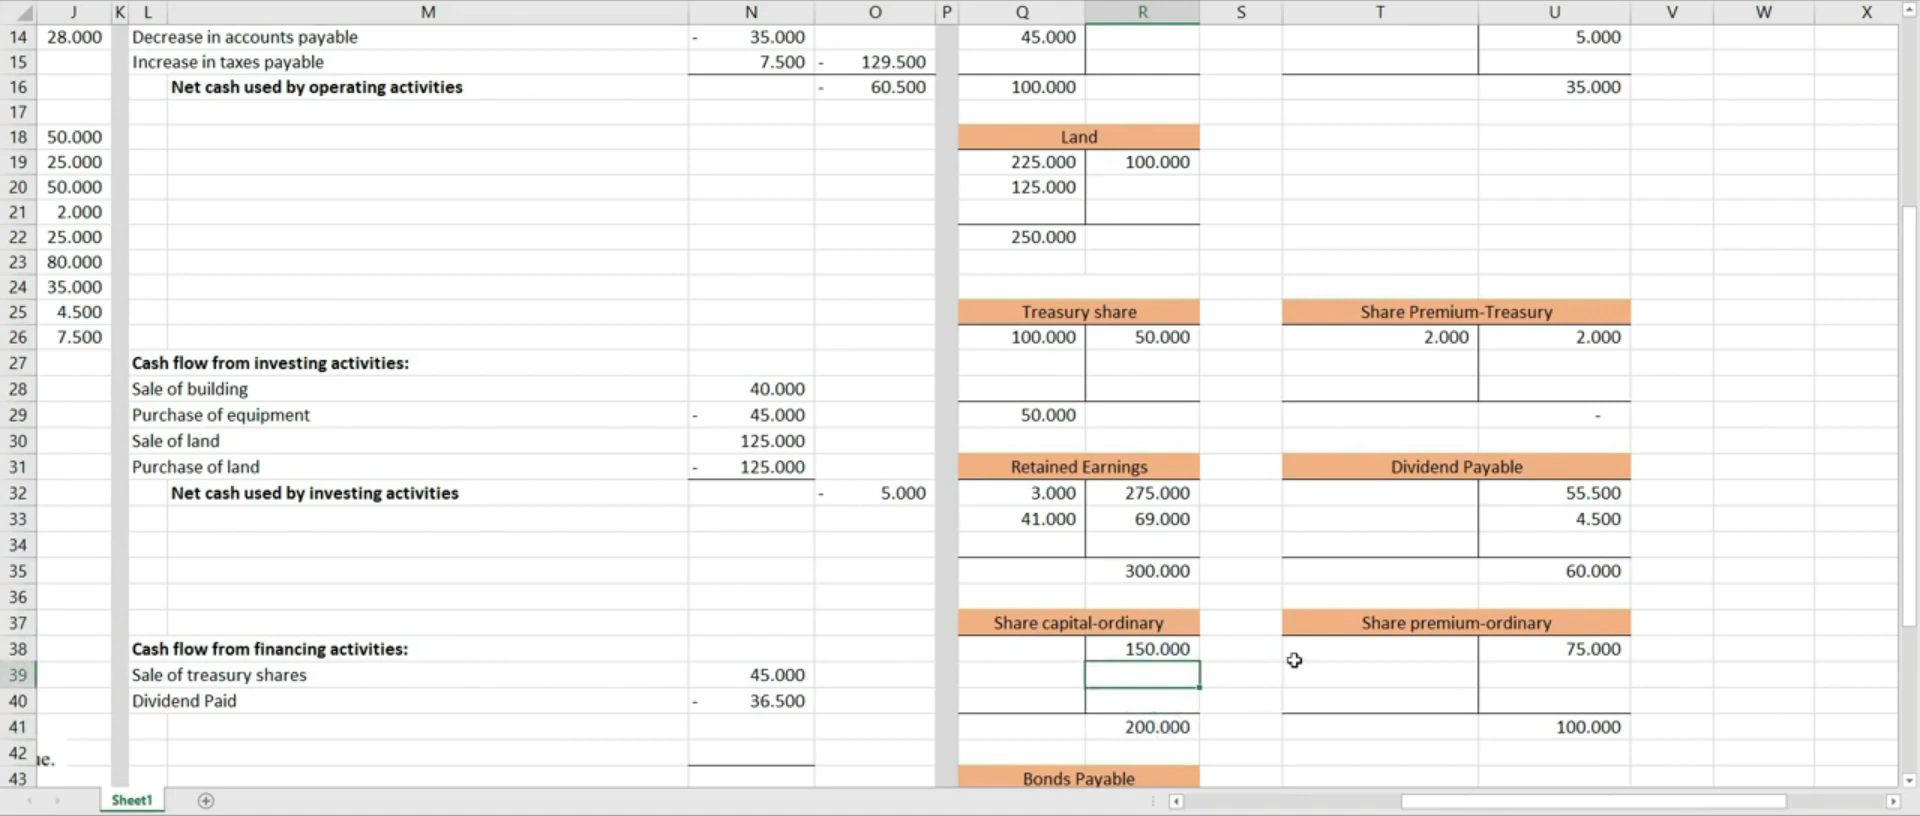 J K L M N O P Q R S T U V W X
14 28.000 Decrease in accounts payable - 35.000 45.000 5.000
15 Increase in taxes payable 7.500 - 129.500
16 Net cash used by operating activities - 60.500 100.000 35.000
17
18 50.000 Land
19 25.000 225.000 100.000
20 50.000 125.000
21 2.000
22 25.000 250.000
23 80.000
24 35.000
25 4.500 Treasury share Share Premium-Treasury
26 7.500 100.000 50.000 2.000 2.000
27 Cash flow from investing activities:
28 Sale of building 40.000
29 Purchase of equipment - 45.000 50.000 -
30 Sale of land 125.000
31 Purchase of land - 125.000 Retained Earnings Dividend Payable
32 Net cash used by investing activities - 5.000 3.000 275.000 55.500
33 41.000 69.000 4.500
34
35 300.000 60.000
36
37 Share capital-ordinary Share premium-ordinary
38 Cash flow from financing activities: 150.000 75.000
39 Sale of treasury shares 45.000
40 Dividend Paid - 36.500
41 200.000 100.000
42
43 Bonds Payable
Sheet1